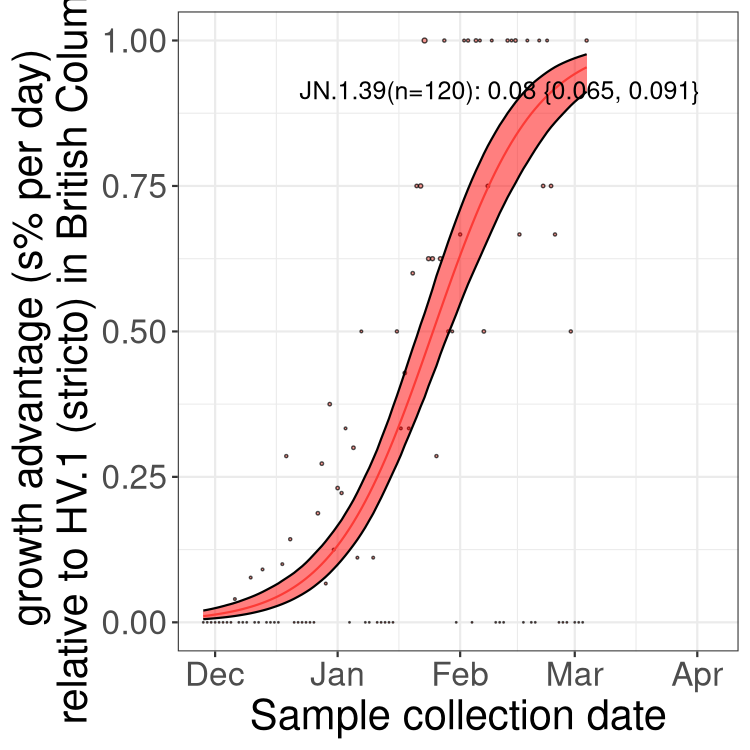 growth advantage (s% per day)
relative to HV.1 (stricto) in British Colum
1.00
0.75
0.50
0.25
0.00
JN.1.39(n=120): 0.08 {0.065, 0.091}
Dec Jan Feb Mar Apr
Sample collection date